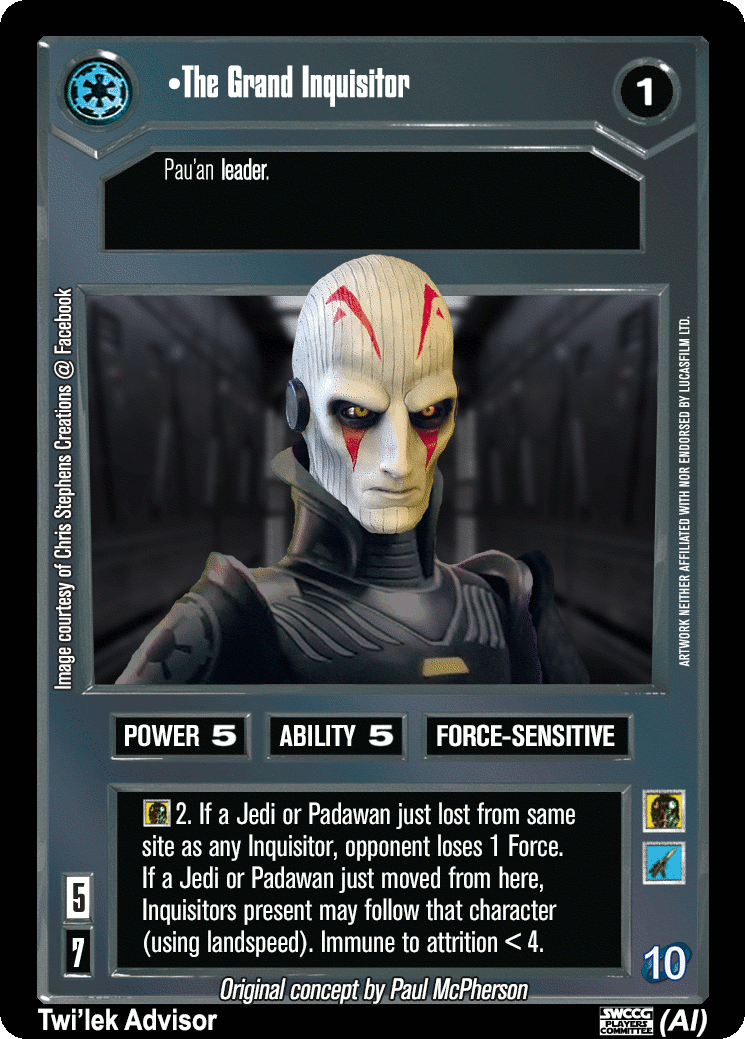 •The Grand Inquisitor
1
Pau'an leader.
Image courtesy of Chris Stephens Creations @ Facebook
ARTWORK NEITHER AFFILIATED WITH NOR ENDORSED BY LUCASFILM LTD.
POWER 5
ABILITY 5
FORCE-SENSITIVE
2. If a Jedi or Padawan just lost from same
site as any Inquisitor, opponent loses 1 Force.
If a Jedi or Padawan just moved from here,
Inquisitors present may follow that character
(using landspeed). Immune to attrition < 4.
5
7
10
Original concept by Paul McPherson
Twi'lek Advisor
SWCCG
PLAYERS
COMMITTEE
(AI)